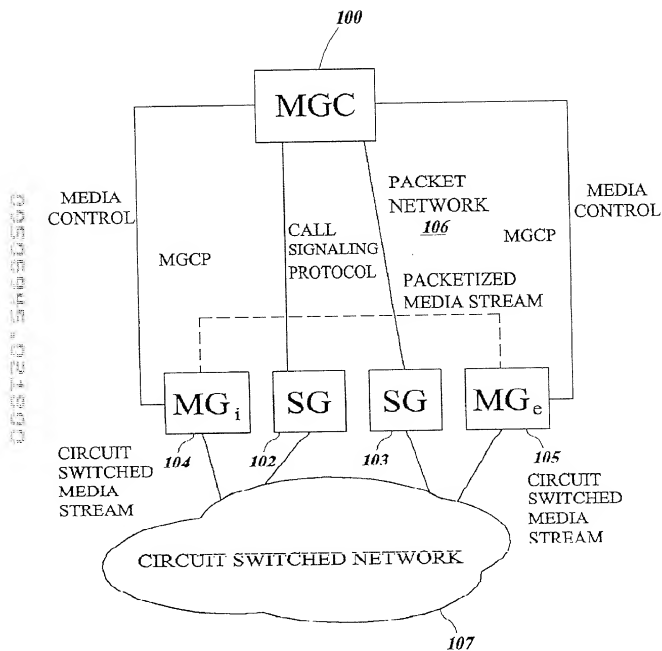 100
MGC
MEDIA
CONTROL
MGCP
CALL
SIGNALING
PROTOCOL
PACKET
NETWORK
106
MGCP
MEDIA
CONTROL
PACKETIZED
MEDIA STREAM
MGi
SG
SG
MGe
104
102
103
105
CIRCUIT
SWITCHED
MEDIA
STREAM
CIRCUIT
SWITCHED
MEDIA
STREAM
CIRCUIT SWITCHED NETWORK
107